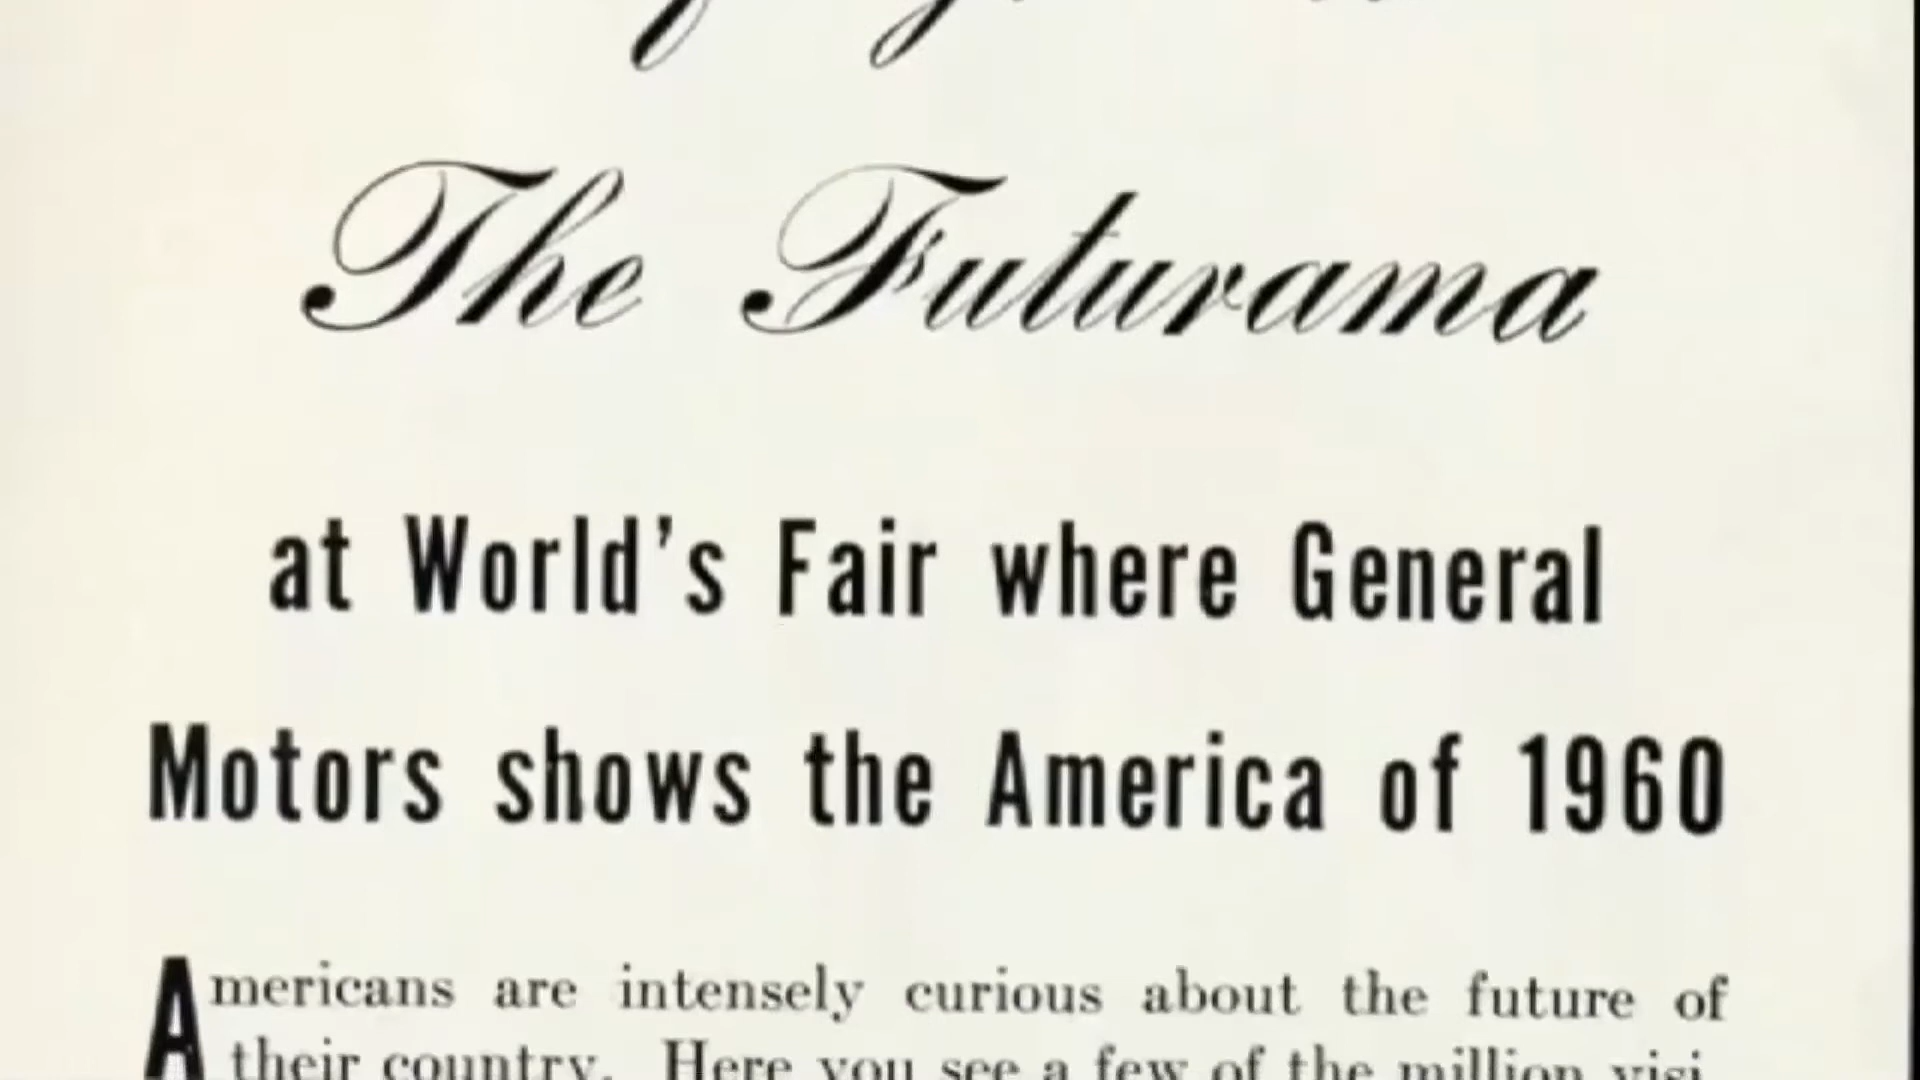 The Futurama
at World's Fair where General
Motors shows the America of 1960
Americans are intensely curious about the future of
their country. Here you see a few of the million visi